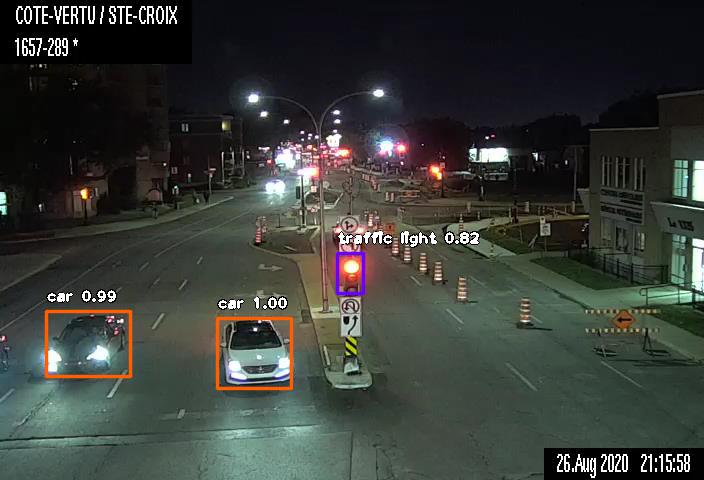 COTE-VERTU / STE-CROIX
1657-289 *
traffic light 0.82
car 0.99
car 1.00
26.Aug 2020 21:15:58